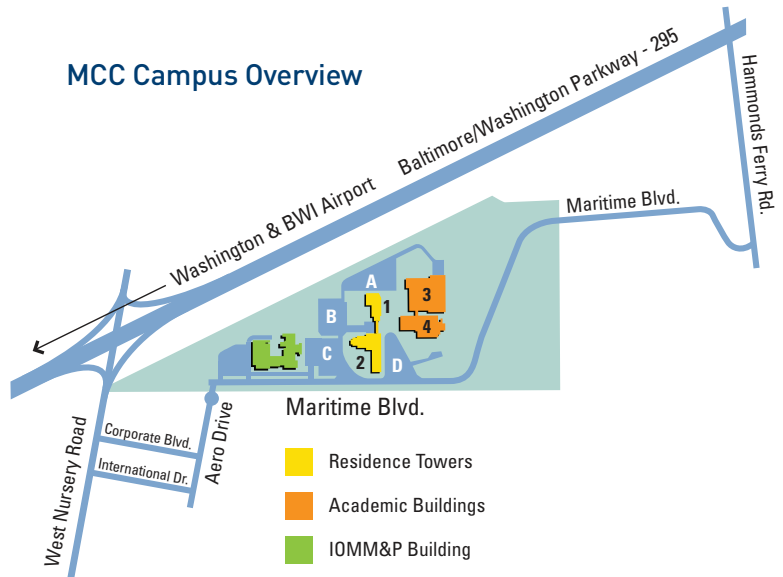 MCC Campus Overview
Baltimore/Washington Parkway - 295
Washington & BWI Airport
Hammonds Ferry Rd.
Maritime Blvd.
A
B
1
3
4
C
2
D
Maritime Blvd.
Aero Drive
Corporate Blvd.
International Dr.
West Nursery Road
Residence Towers
Academic Buildings
IOMM&P Building